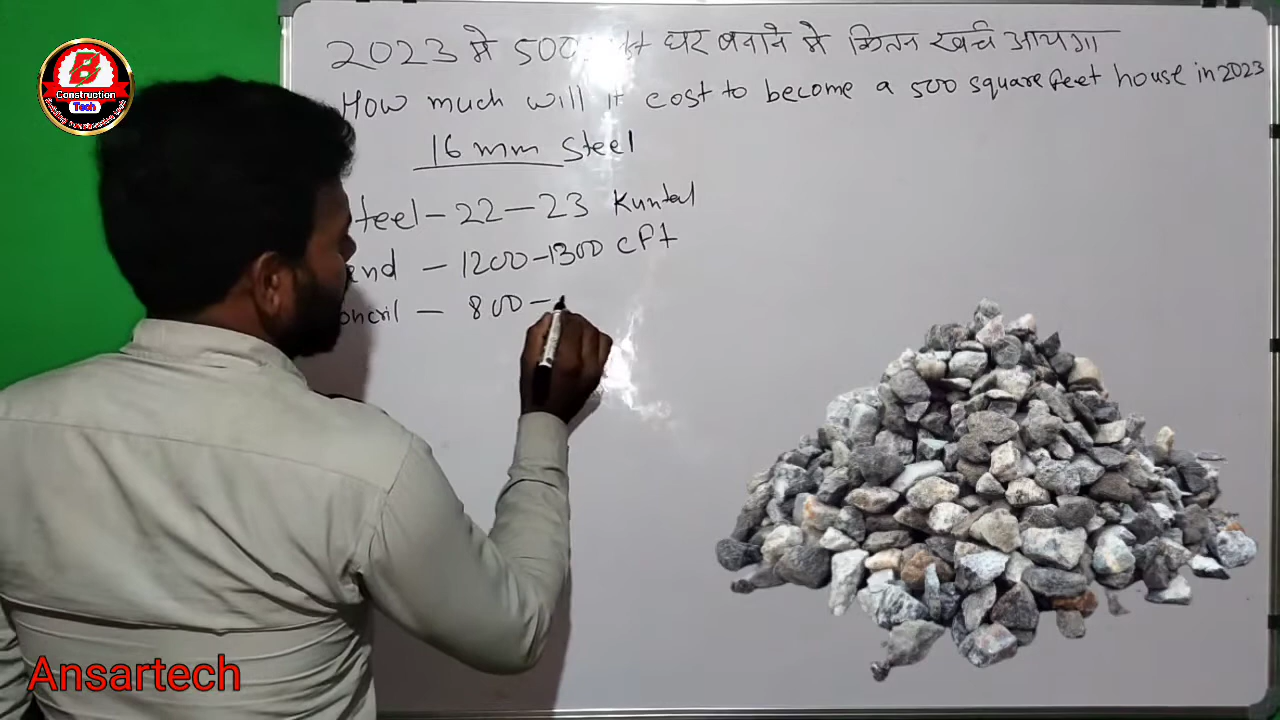 2023 मे 500 घर बनाने मे कितन खर्च आयगा
How much will it cost to become a 500 square feet house in 2023
16 mm Steel
teel - 22 - 23 Kuntal
and - 1200 - 1300 cft
oncril - 800 -
B
Construction
Tech
Ansartech